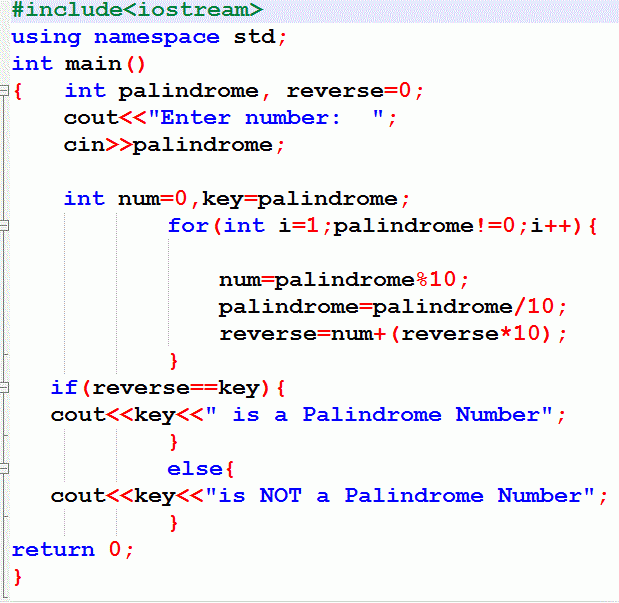 #include<iostream>
using namespace std;
int main()
{   int palindrome, reverse=0;
cout<<"Enter number:  ";
cin>>palindrome;
int num=0,key=palindrome;
for(int i=1;palindrome!=0;i++){
num=palindrome%10;
palindrome=palindrome/10;
reverse=num+(reverse*10);
}
if(reverse==key){
cout<<key<<" is a Palindrome Number";
}
else{
cout<<key<<"is NOT a Palindrome Number";
}
return 0;
}